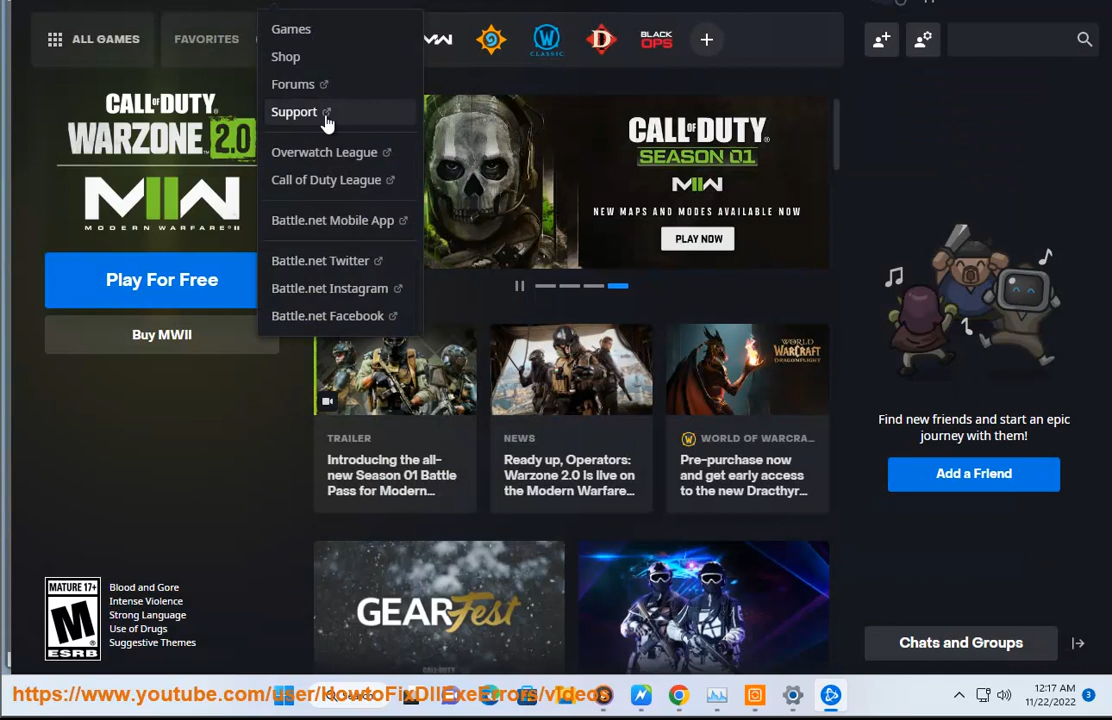 ALL GAMES
FAVORITES
Games
Shop
Forums
Support
Overwatch League
Call of Duty League
Battle.net Mobile App
Battle.net Twitter
Battle.net Instagram
Battle.net Facebook
CLASSIC
BLACK OPS
CALL OF DUTY
WARZONE 2.0
MWII
MODERN WARFARE II
Play For Free
Buy MWII
CALL OF DUTY
SEASON 01
MWII
NEW MAPS AND MODES AVAILABLE NOW
PLAY NOW
TRAILER
Introducing the all-
new Season 01 Battle
Pass for Modern...
NEWS
Ready up, Operators:
Warzone 2.0 is live on
the Modern Warfare...
WORLD WARCRAFT
DRAGONFLIGHT
WORLD OF WARCRA...
Pre-purchase now
and get early access
to the new Dracthyr...
GEARFest
Find new friends and start an epic
journey with them!
Add a Friend
Chats and Groups
MATURE 17+
M
ESRB
Blood and Gore
Intense Violence
Strong Language
Use of Drugs
Suggestive Themes
https://www.youtube.com/user/HowtoFixDllExeErrors/videos
12:17 AM
11/22/2022
3